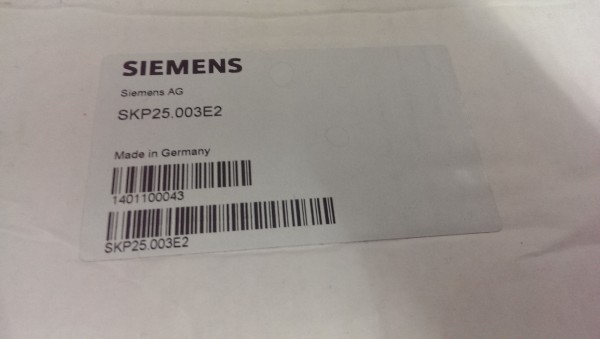 SIEMENS
Siemens AG
SKP25.003E2
Made in Germany
1401100043
SKP25.003E2